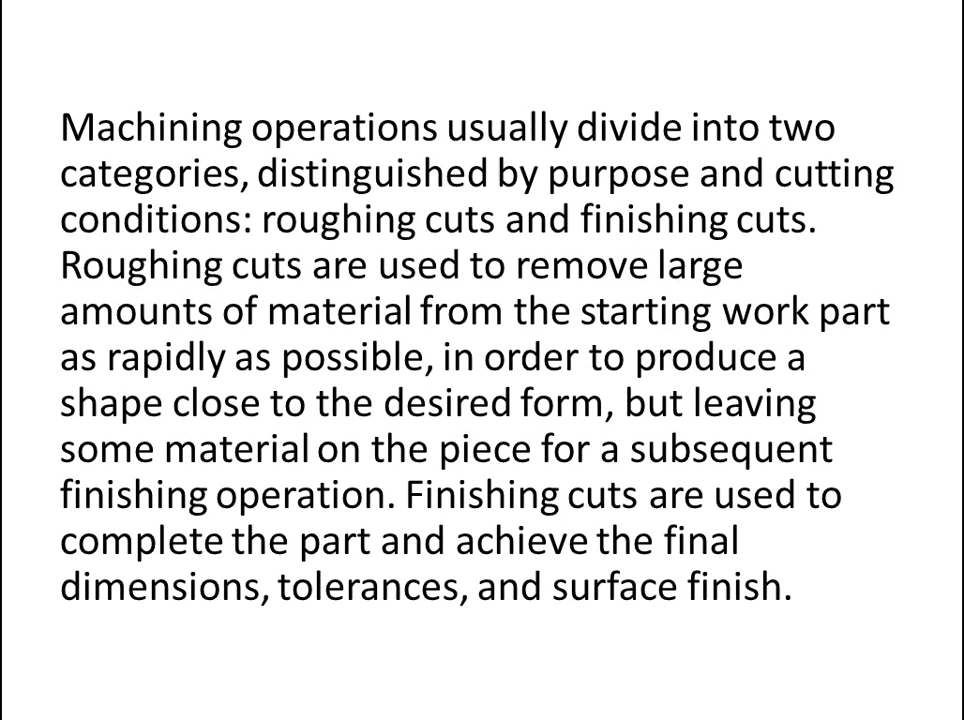 Machining operations usually divide into two
categories, distinguished by purpose and cutting
conditions: roughing cuts and finishing cuts.
Roughing cuts are used to remove large
amounts of material from the starting work part
as rapidly as possible, in order to produce a
shape close to the desired form, but leaving
some material on the piece for a subsequent
finishing operation. Finishing cuts are used to
complete the part and achieve the final
dimensions, tolerances, and surface finish.